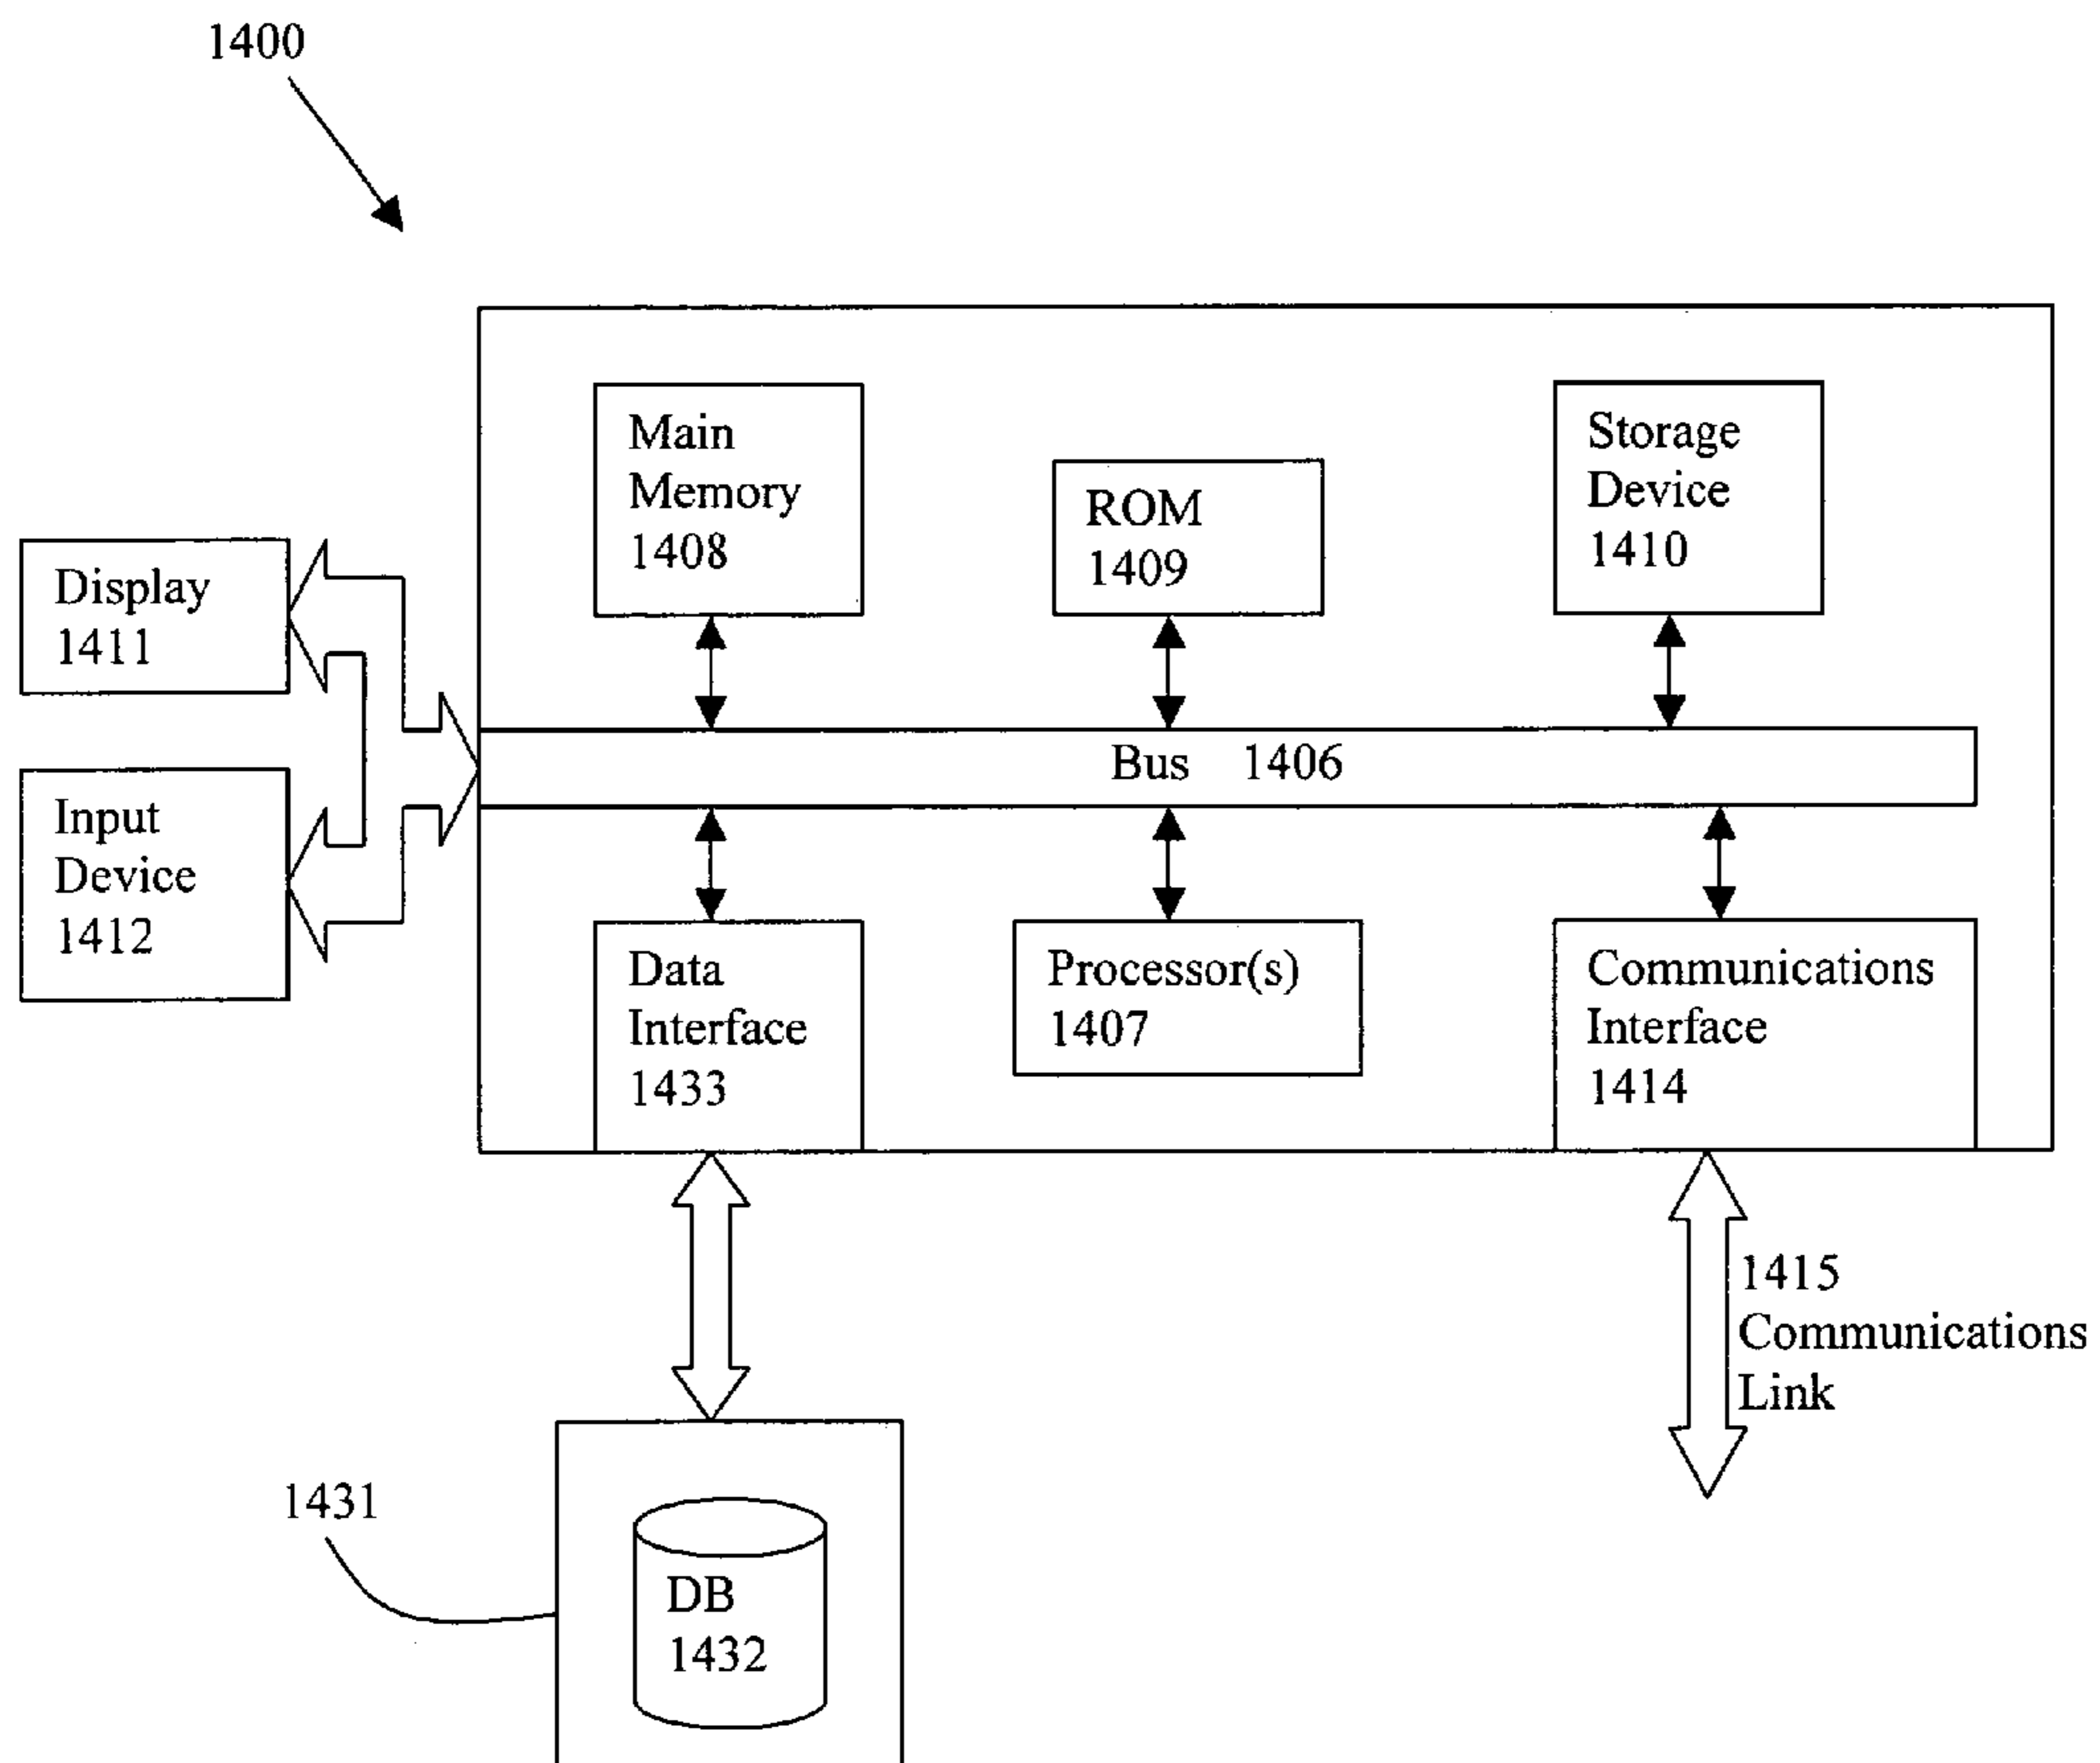 1400
Main
Memory
1408
ROM
1409
Storage
Device
1410
Display
1411
Bus 1406
Input
Device
1412
Data
Interface
1433
Processor(s)
1407
Communications
Interface
1414
1415
Communications
Link
1431
DB
1432